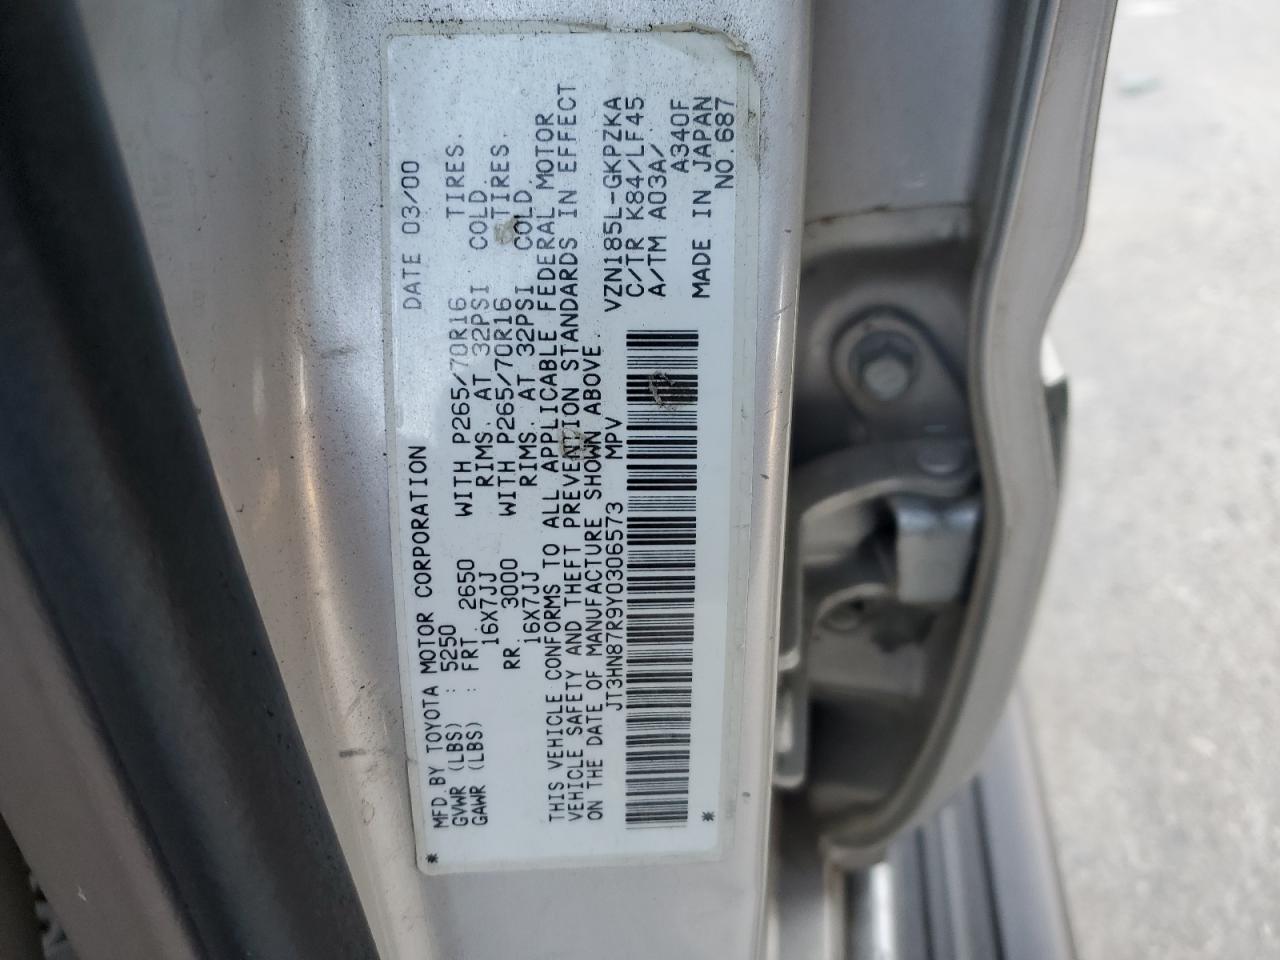 MFD. BY TOYOTA MOTOR CORPORATION DATE 03/00
GVWR (LBS) : 5250
GAWR (LBS) : FRT. 2650 WITH P265/70R16 TIRES.
16X7JJ RIMS. AT 32PSI COLD
RR. 3000 WITH P265/70R16 TIRES.
16X7JJ RIMS. AT 32PSI COLD.
THIS VEHICLE CONFORMS TO ALL APPLICABLE FEDERAL MOTOR
VEHICLE SAFETY AND THEFT PREVENTION STANDARDS IN EFFECT
ON THE DATE OF MANUFACTURE SHOWN ABOVE.
JT3HN87R9Y0306573 MPV VZN185L-GKPZKA
C/TR K84/LF45
A/TM A03A/
A340F
* MADE IN JAPAN *
NO.687